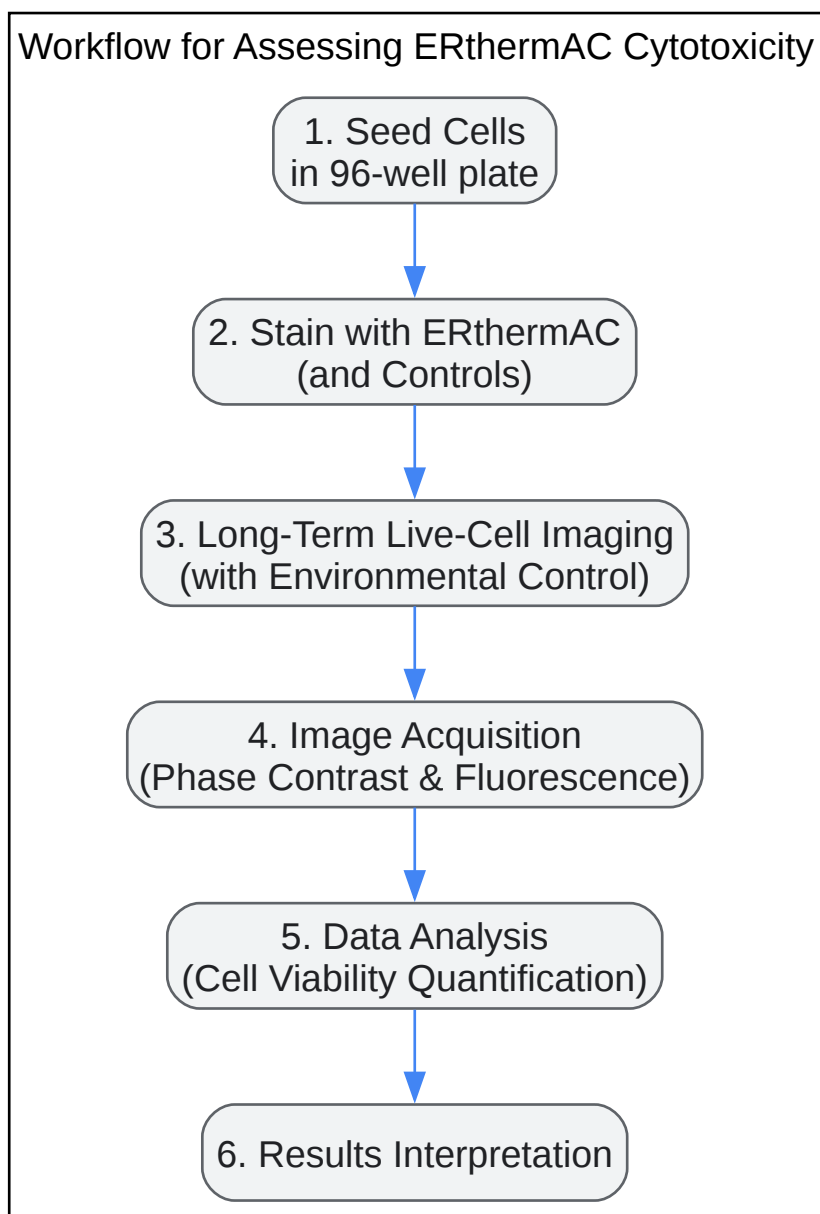 Workflow for Assessing ERthermAC Cytotoxicity
1. Seed Cells
in 96-well plate
2. Stain with ERthermAC
(and Controls)
3. Long-Term Live-Cell Imaging
(with Environmental Control)
4. Image Acquisition
(Phase Contrast & Fluorescence)
5. Data Analysis
(Cell Viability Quantification)
6. Results Interpretation